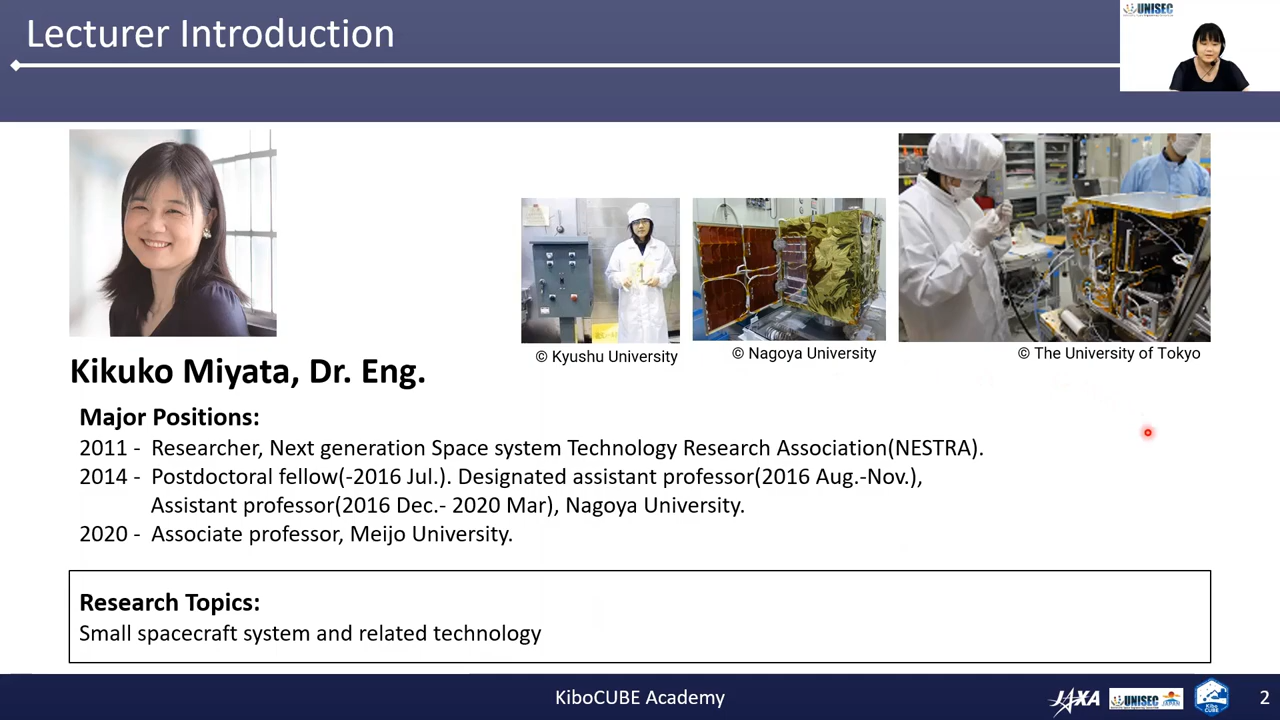 Lecturer Introduction
UNISEC
© Kyushu University
© Nagoya University
© The University of Tokyo
Kikuko Miyata, Dr. Eng.
Major Positions:
2011 - Researcher, Next generation Space system Technology Research Association(NESTRA).
2014 - Postdoctoral fellow(-2016 Jul.). Designated assistant professor(2016 Aug.-Nov.),
Assistant professor(2016 Dec.- 2020 Mar), Nagoya University.
2020 - Associate professor, Meijo University.
Research Topics:
Small spacecraft system and related technology
KiboCUBE Academy
JAXA
UNISEC
JAPAN
Kibo
CUBE
2